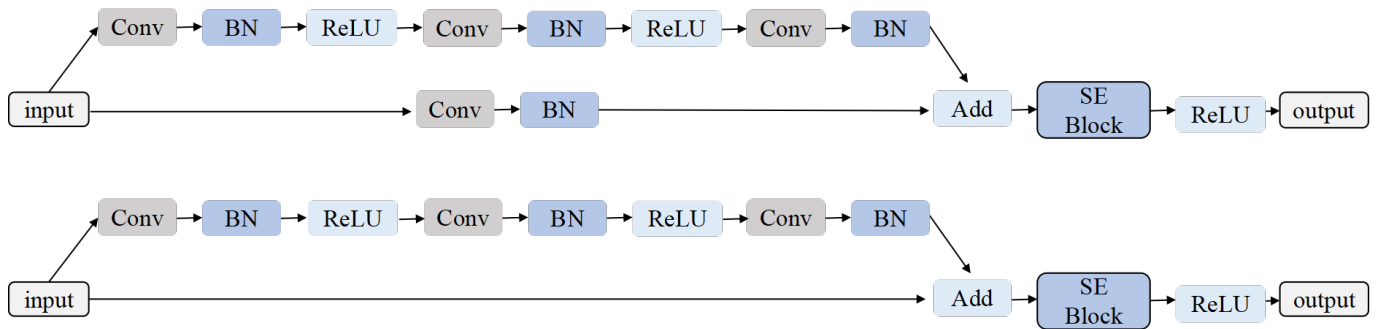 Conv BN ReLU Conv BN ReLU Conv BN
input Conv BN Add SE Block ReLU output
Conv BN ReLU Conv BN ReLU Conv BN
input Add SE Block ReLU output